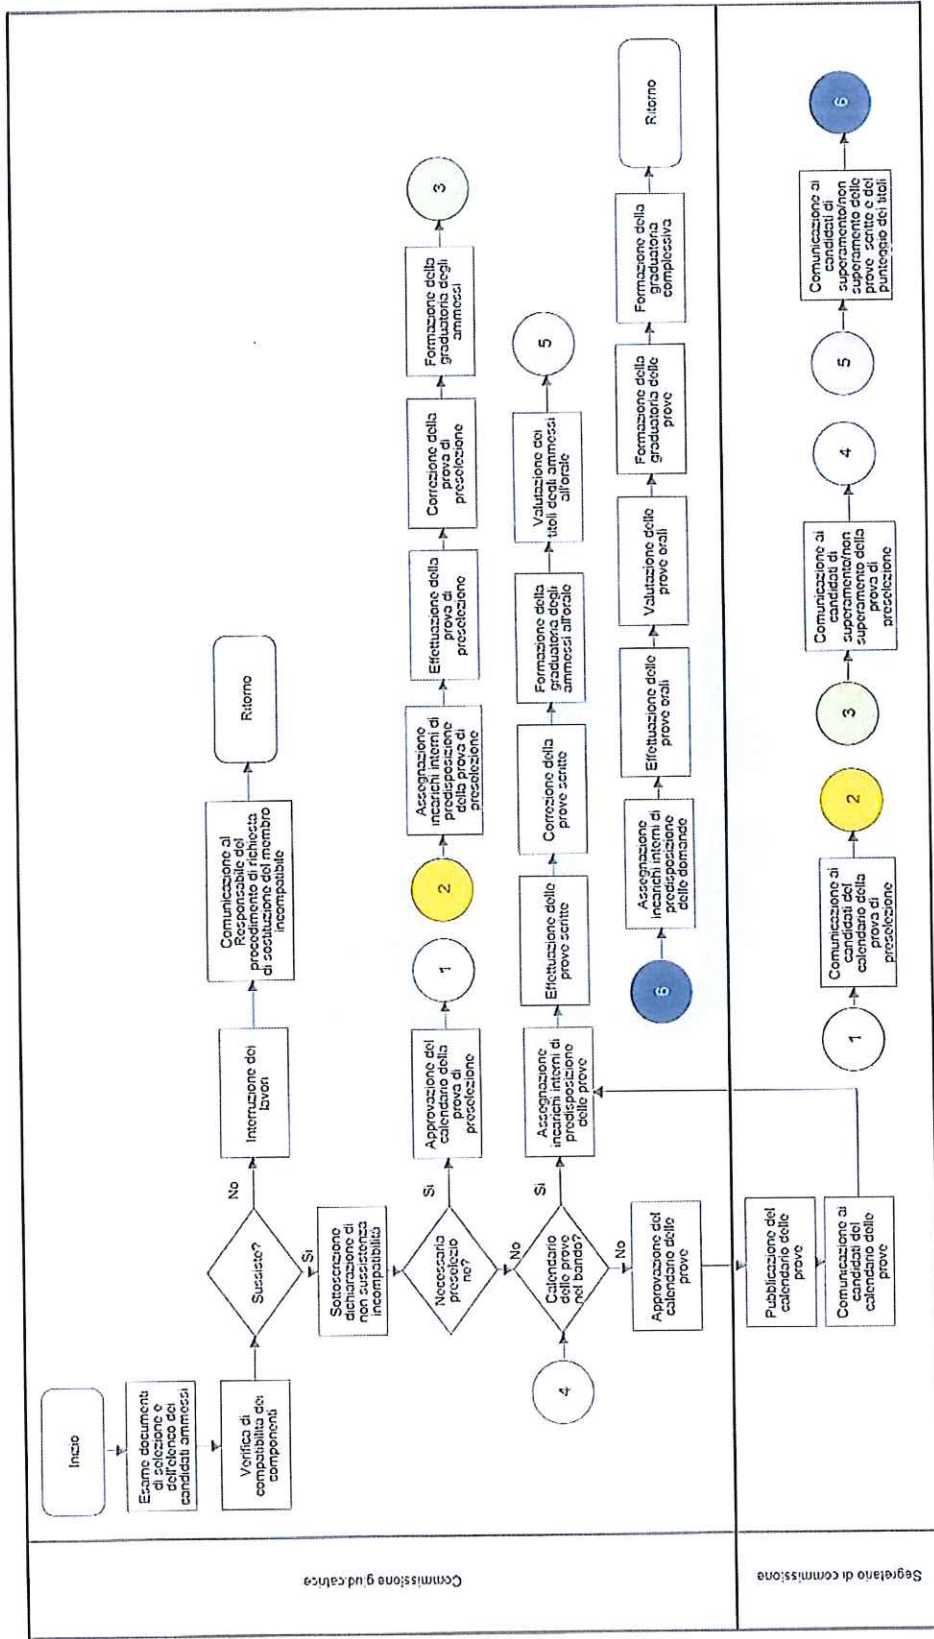 Commissione giudicatrice
Inizio
Esame documenti
di selezione e
dell'elenco dei
candidati ammessi
Verifica di
compatibilità dei
componenti
Sussiste?
No
Interruzione dei
lavori
Comunicazione al
Responsabile del
procedimento di richiesta
di sostituzione del membro
incompatibile
Ritorno
Si
Sottoscrizione
dichiarazione di
non sussistenza
incompatibilità
Necessaria
preselezio
ne?
Si
Approvazione del
calendario della
prova di
preselezione
1
2
Assegnazione
incarichi interni di
predisposizione
della prova di
preselezione
Effettuazione della
prova di
preselezione
Correzione della
prova di
preselezione
Formazione della
graduatoria degli
ammessi
3
No
4
Calendario
delle prove
nel bando?
Si
Assegnazione
incarichi interni di
predisposizione
delle prove
Effettuazione delle
prove scritte
Correzione delle
prove scritte
Formazione della
graduatoria degli
ammessi all'orale
Valutazione dei
titoli degli ammessi
all'orale
5
No
Approvazione del
calendario delle
prove
6
Assegnazione
incarichi interni di
predisposizione
delle domande
Effettuazione delle
prove orali
Valutazione delle
prove orali
Formazione della
graduatoria delle
prove
Formazione della
graduatoria
complessiva
Ritorno
Segretario di commissione
Pubblicazione del
calendario delle
prove
Comunicazione ai
candidati del
calendario delle
prove
1
Comunicazione ai
candidati del
calendario della
prova di
preselezione
2
3
Comunicazione ai
candidati di
superamento/non
superamento della
prova di
preselezione
4
5
Comunicazione ai
candidati di
superamento/non
superamento delle
prove scritte e del
punteggio dei titoli
6